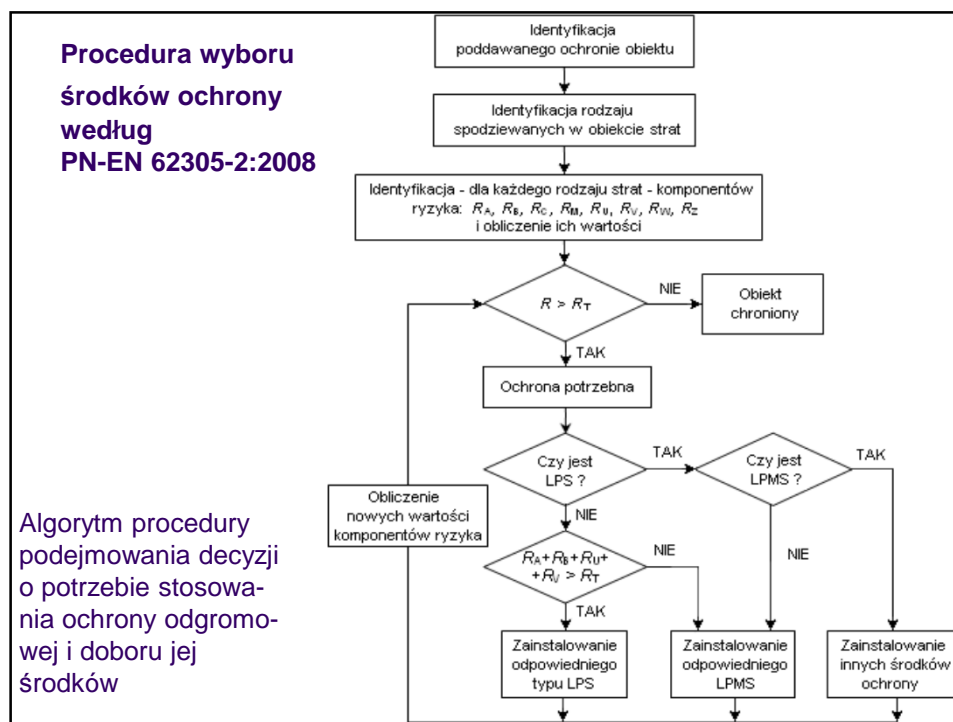 Procedura wyboru
środków ochrony
według
PN-EN 62305-2:2008
Identyfikacja
poddawanego ochronie obiektu
Identyfikacja rodzaju
spodziewanych w obiekcie strat
Identyfikacja - dla każdego rodzaju strat - komponentów
ryzyka: RA, RB, RC, RM, RU, RV, RW, RZ
i obliczenie ich wartości
R > RT
NIE
Obiekt
chroniony
TAK
Ochrona potrzebna
Czy jest
LPS ?
TAK
Czy jest
LPMS ?
TAK
Obliczenie
nowych wartości
komponentów ryzyka
NIE
NIE
RA+RB+RU+
+RV > RT
NIE
TAK
Zainstalowanie
odpowiedniego
typu LPS
Zainstalowanie
odpowiedniego
LPMS
Zainstalowanie
innych środków
ochrony
Algorytm procedury
podejmowania decyzji
o potrzebie stosowa-
nia ochrony odgromo-
wej i doboru jej
środków